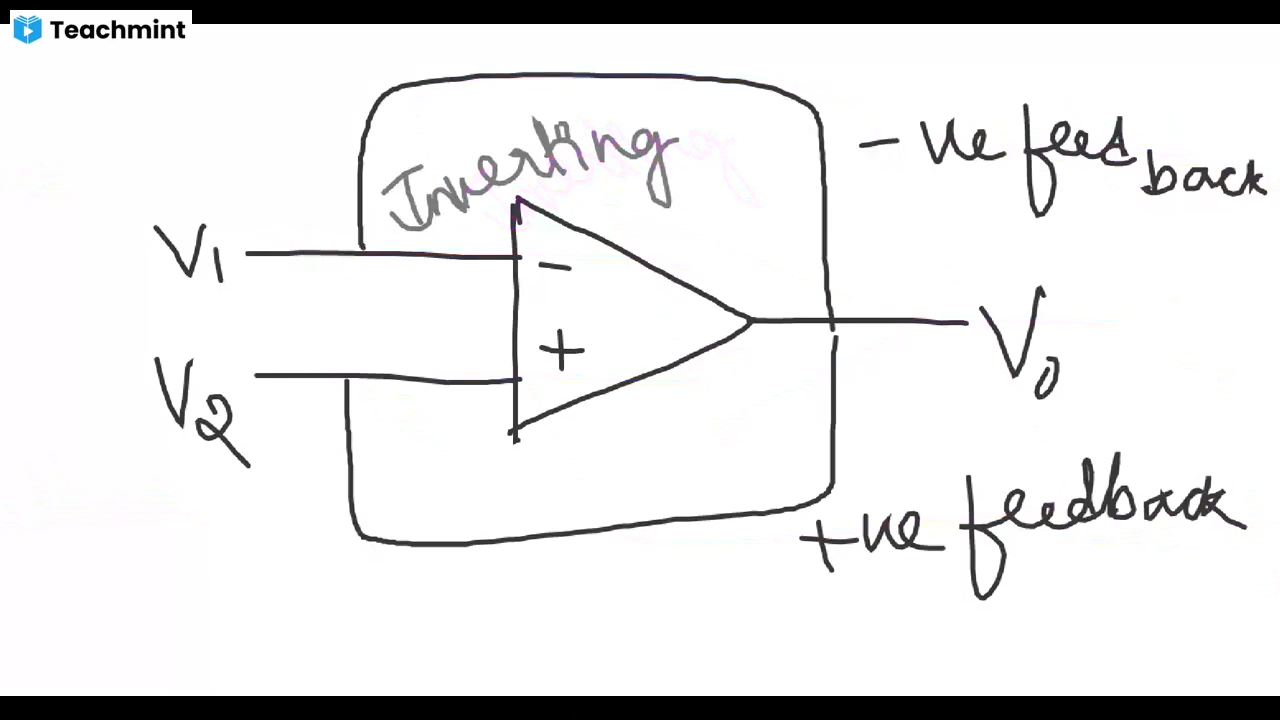 Teachmint
Inverting
- ve feed
back
V1
-
+
V0
V2
+ve feedback